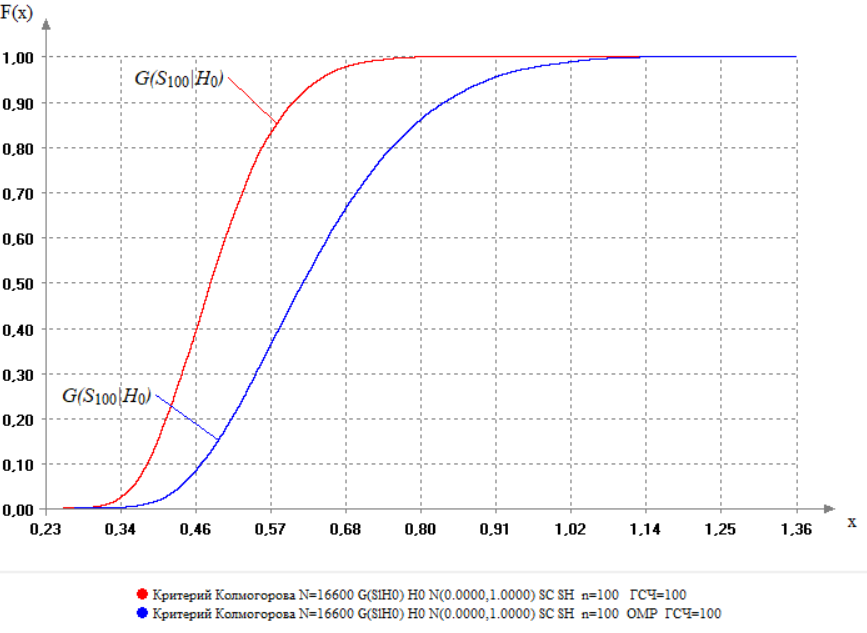 F(x)
1,00
G(S100|H0)
0,90
0,80
0,70
0,60
0,50
0,40
0,30
G(S100|H0)
0,20
0,10
0,00
0,23 0,34 0,46 0,57 0,68 0,80 0,91 1,02 1,14 1,25 1,36
x
Критерий Колмогорова N=16600 G(S|H0) H0 N(0.0000,1.0000) SC SH n=100 ГСЧ=100
Критерий Колмогорова N=16600 G(S|H0) H0 N(0.0000,1.0000) SC SH n=100 ОМР ГСЧ=100